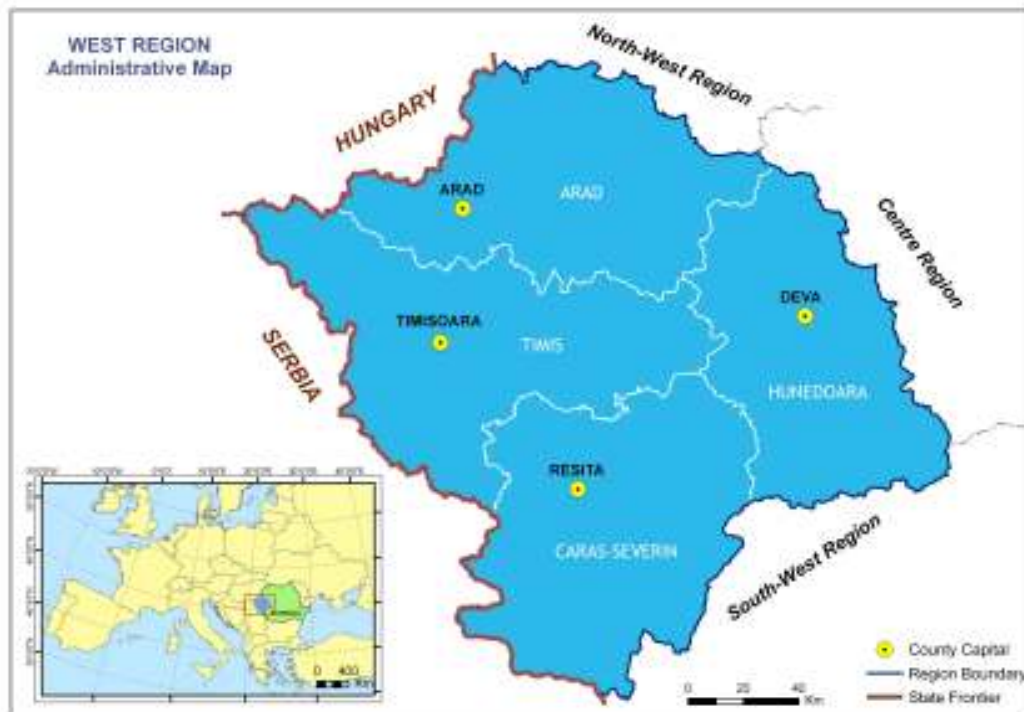 WEST REGION
Administrative Map
North-West Region
HUNGARY
ARAD
ARAD
Centre Region
DEVA
TIMISOARA
TIMIS
SERBIA
HUNEDOARA
RESITA
CARAS-SEVERIN
South-West Region
0 400
Km
County Capital
Region Boundary
State Frontier
0 20 40
Km